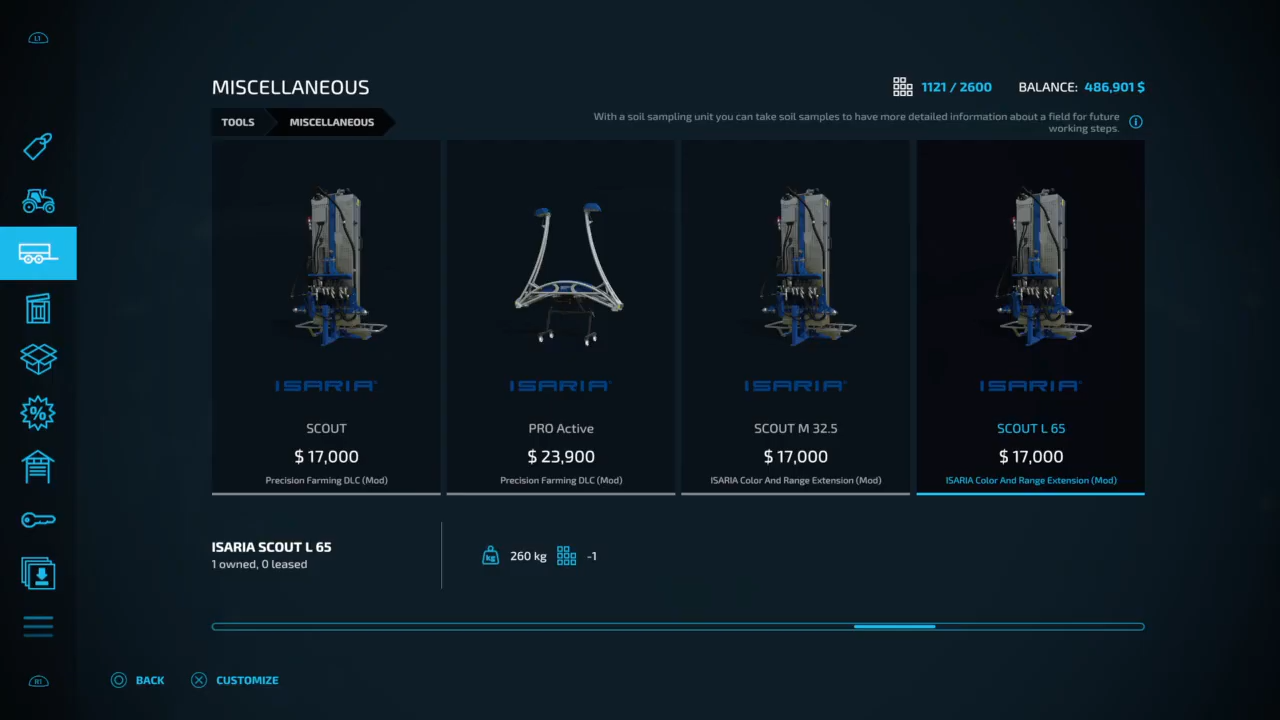 L1
MISCELLANEOUS
1121 / 2600
BALANCE: 486,901 $
TOOLS
MISCELLANEOUS
With a soil sampling unit you can take soil samples to have more detailed information about a field for future
working steps.
ISARIA
SCOUT
$ 17,000
Precision Farming DLC (Mod)
ISARIA
PRO Active
$ 23,900
Precision Farming DLC (Mod)
ISARIA
SCOUT M 32.5
$ 17,000
ISARIA Color And Range Extension (Mod)
ISARIA
SCOUT L 65
$ 17,000
ISARIA Color And Range Extension (Mod)
ISARIA SCOUT L 65
1 owned, 0 leased
kg 260 kg -1
%
R1
BACK
CUSTOMIZE